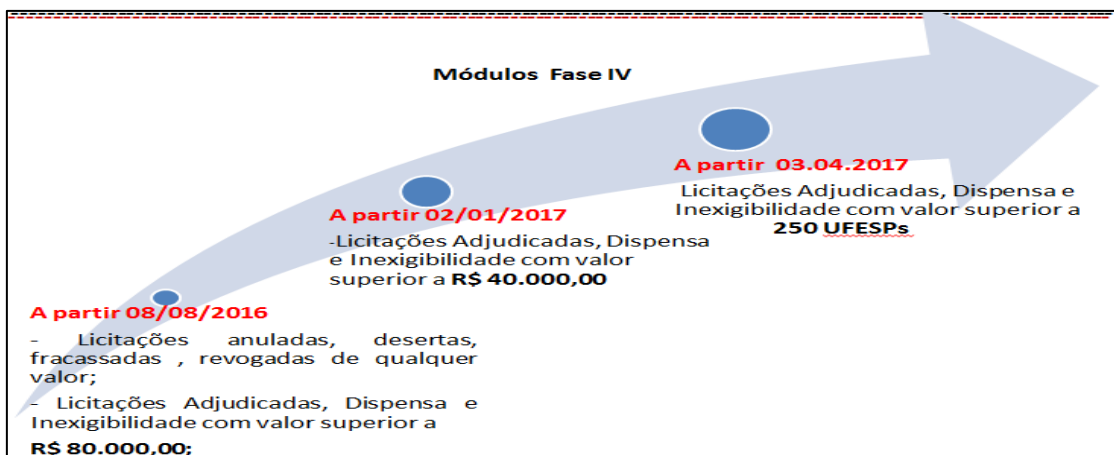 Módulos Fase IV
A partir 08/08/2016
- Licitações anuladas, desertas,
fracassadas , revogadas de qualquer
valor;
- Licitações Adjudicadas, Dispensa e
Inexigibilidade com valor superior a
R$ 80.000,00;
A partir 02/01/2017
-Licitações Adjudicadas, Dispensa
e Inexigibilidade com valor
superior a R$ 40.000,00
A partir 03.04.2017
Licitações Adjudicadas, Dispensa e
Inexigibilidade com valor superior a
250 UFESPs